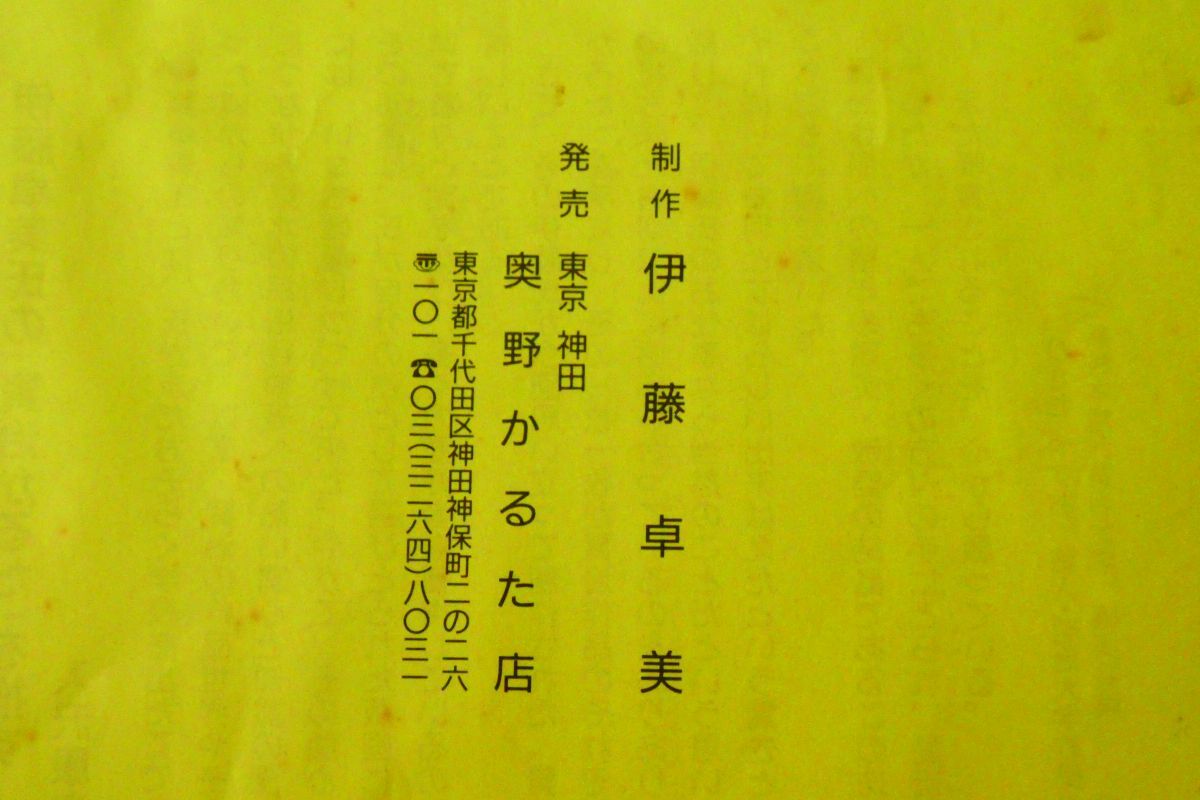 制作 伊藤卓美
発売 東京 神田
奥野かるた店
東京都千代田区神田神保町二の二六
〠一〇一☎〇三(三二六四)八〇三一